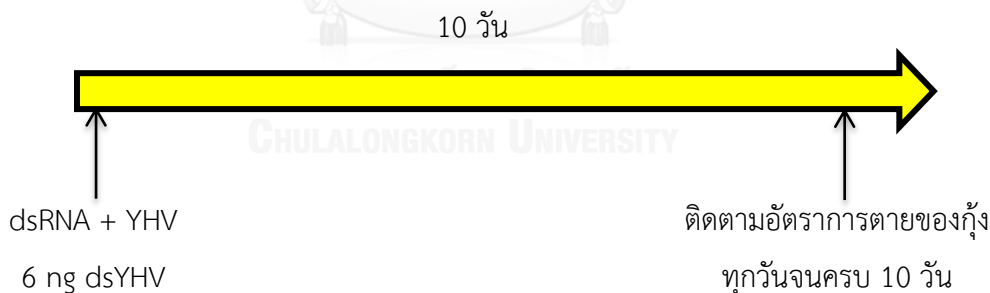 10 วัน
CHULALONGKORN UNIVERSITY
dsRNA + YHV
6 ng dsYHV
ติดตามอัตราการตายของกุ้ง
ทุกวันจนครบ 10 วัน